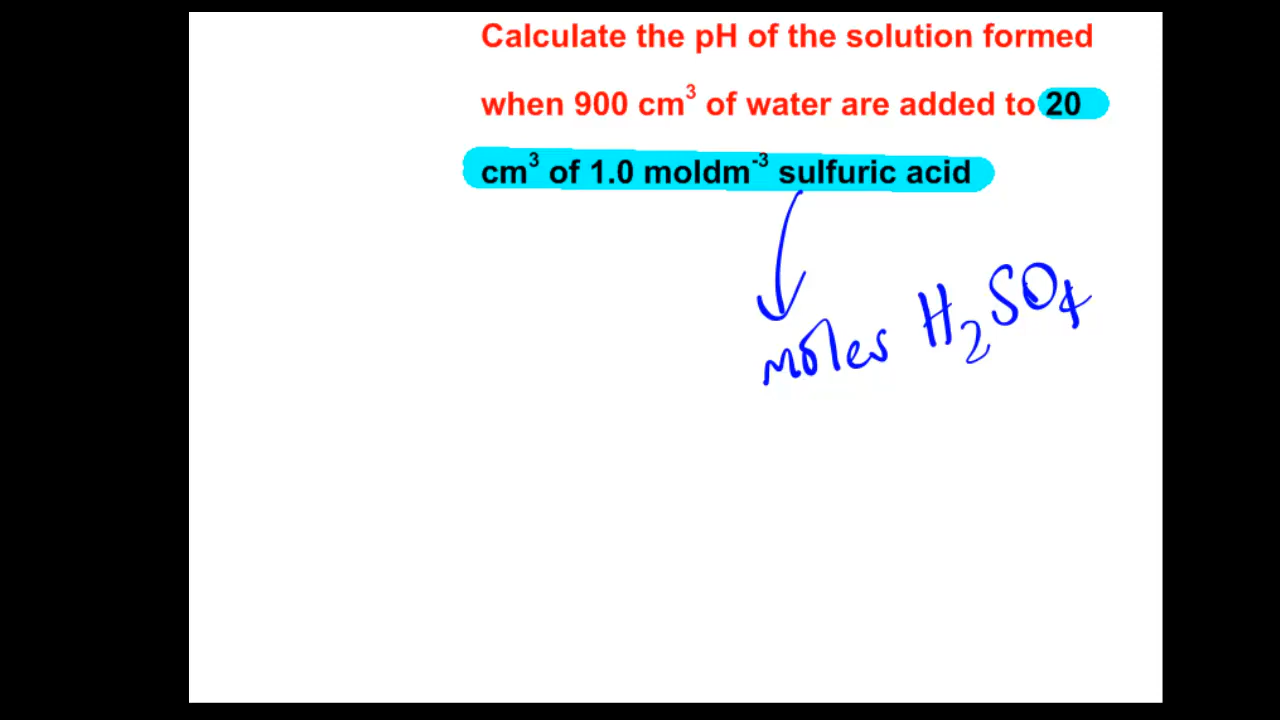 Calculate the pH of the solution formed
when 900 cm³ of water are added to 20
cm³ of 1.0 moldm⁻³ sulfuric acid
moles H₂SO₄